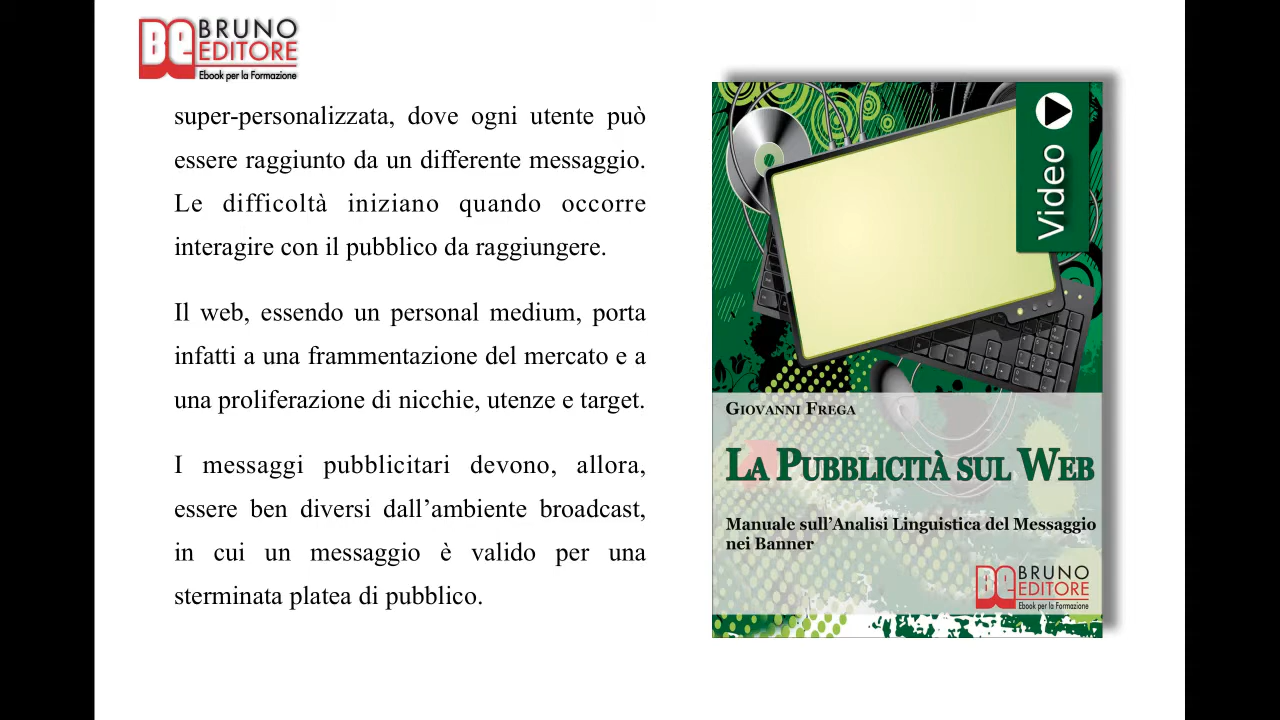 BRUNO
EDITORE
Ebook per la Formazione
super-personalizzata, dove ogni utente può
essere raggiunto da un differente messaggio.
Le difficoltà iniziano quando occorre
interagire con il pubblico da raggiungere.
Il web, essendo un personal medium, porta
infatti a una frammentazione del mercato e a
una proliferazione di nicchie, utenze e target.
I messaggi pubblicitari devono, allora,
essere ben diversi dall’ambiente broadcast,
in cui un messaggio è valido per una
sterminata platea di pubblico.
Video
GIOVANNI FREGA
LA PUBBLICITÀ SUL WEB
Manuale sull’Analisi Linguistica del Messaggio
nei Banner
BRUNO
EDITORE
Ebook per la Formazione